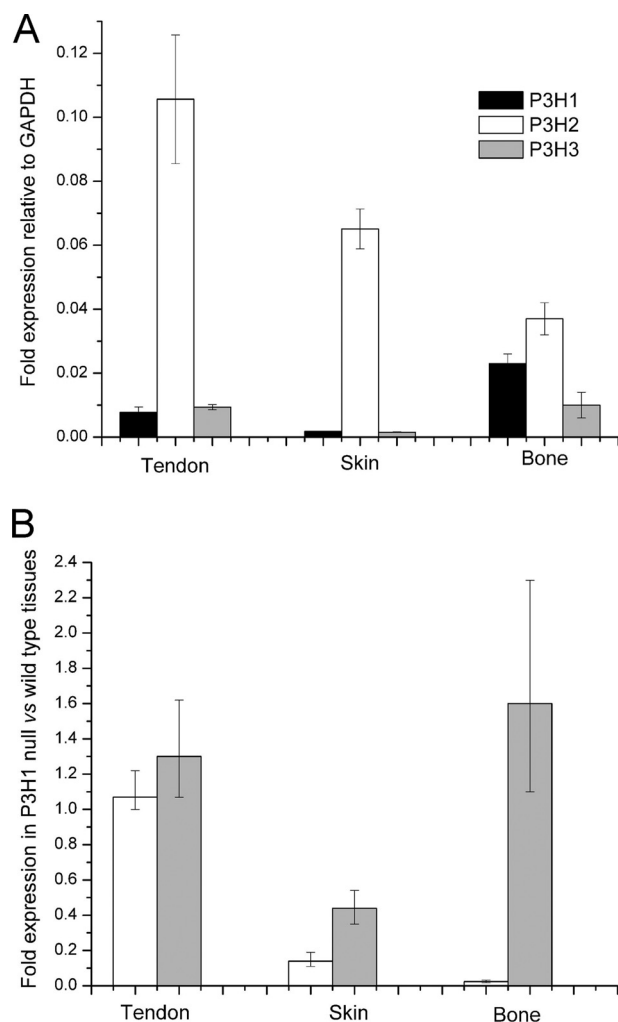 A
Fold expression relative to GAPDH
0.12
0.10
0.08
0.06
0.04
0.02
0.00
P3H1
P3H2
P3H3
Tendon Skin Bone
B
Fold expression in P3H1 null vs wild type tissues
2.4
2.2
2.0
1.8
1.6
1.4
1.2
1.0
0.8
0.6
0.4
0.2
0.0
Tendon Skin Bone